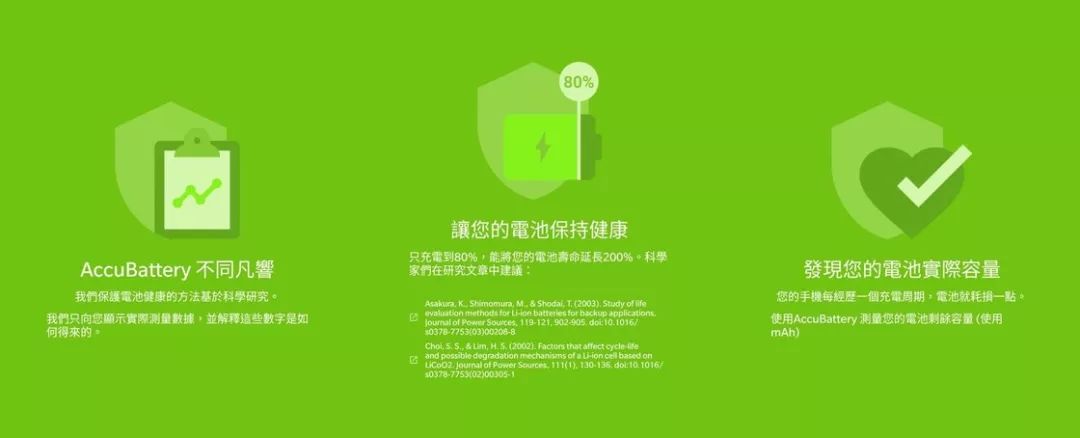 AccuBattery 不同凡響
我們保護電池健康的方法基於科學研究。
我們只向您顯示實際測量數據，並解釋這些數字是如
何得來的。
80%
讓您的電池保持健康
只充電到80%，能將您的電池壽命延長200%。科學
家們在研究文章中建議：
Asakura, K., Shimomura, M., & Shodai, T. (2003). Study of life
evaluation methods for Li-ion batteries for backup applications.
Journal of Power Sources, 119-121, 902-905. doi:10.1016/
s0378-7753(03)00208-8
Choi, S. S., & Lim, H. S. (2002). Factors that affect cycle-life
and possible degradation mechanisms of a Li-ion cell based on
LiCoO2. Journal of Power Sources, 111(1), 130-136. doi:10.1016/
s0378-7753(02)00305-1
發現您的電池實際容量
您的手機每經歷一個充電周期，電池就耗損一點。
使用AccuBattery 測量您的電池剩餘容量 (使用
mAh)